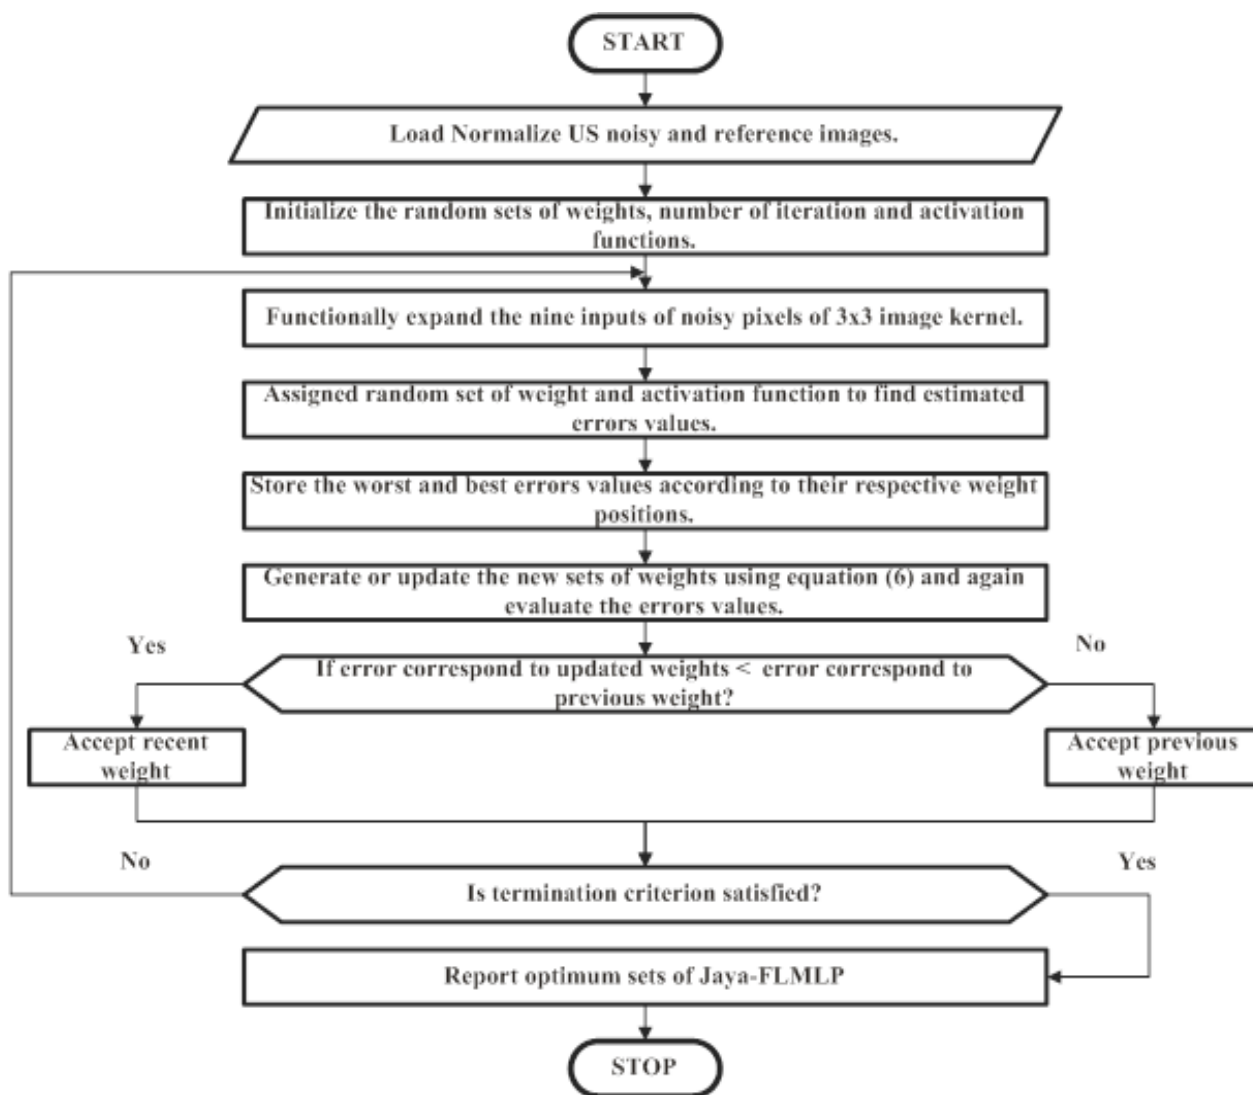 START
Load Normalize US noisy and reference images.
Initialize the random sets of weights, number of iteration and activation
functions.
Functionally expand the nine inputs of noisy pixels of 3x3 image kernel.
Assigned random set of weight and activation function to find estimated
errors values.
Store the worst and best errors values according to their respective weight
positions.
Generate or update the new sets of weights using equation (6) and again
evaluate the errors values.
Yes
No
If error correspond to updated weights < error correspond to
previous weight?
Accept recent
weight
Accept previous
weight
No
Yes
Is termination criterion satisfied?
Report optimum sets of Jaya-FLMLP
STOP